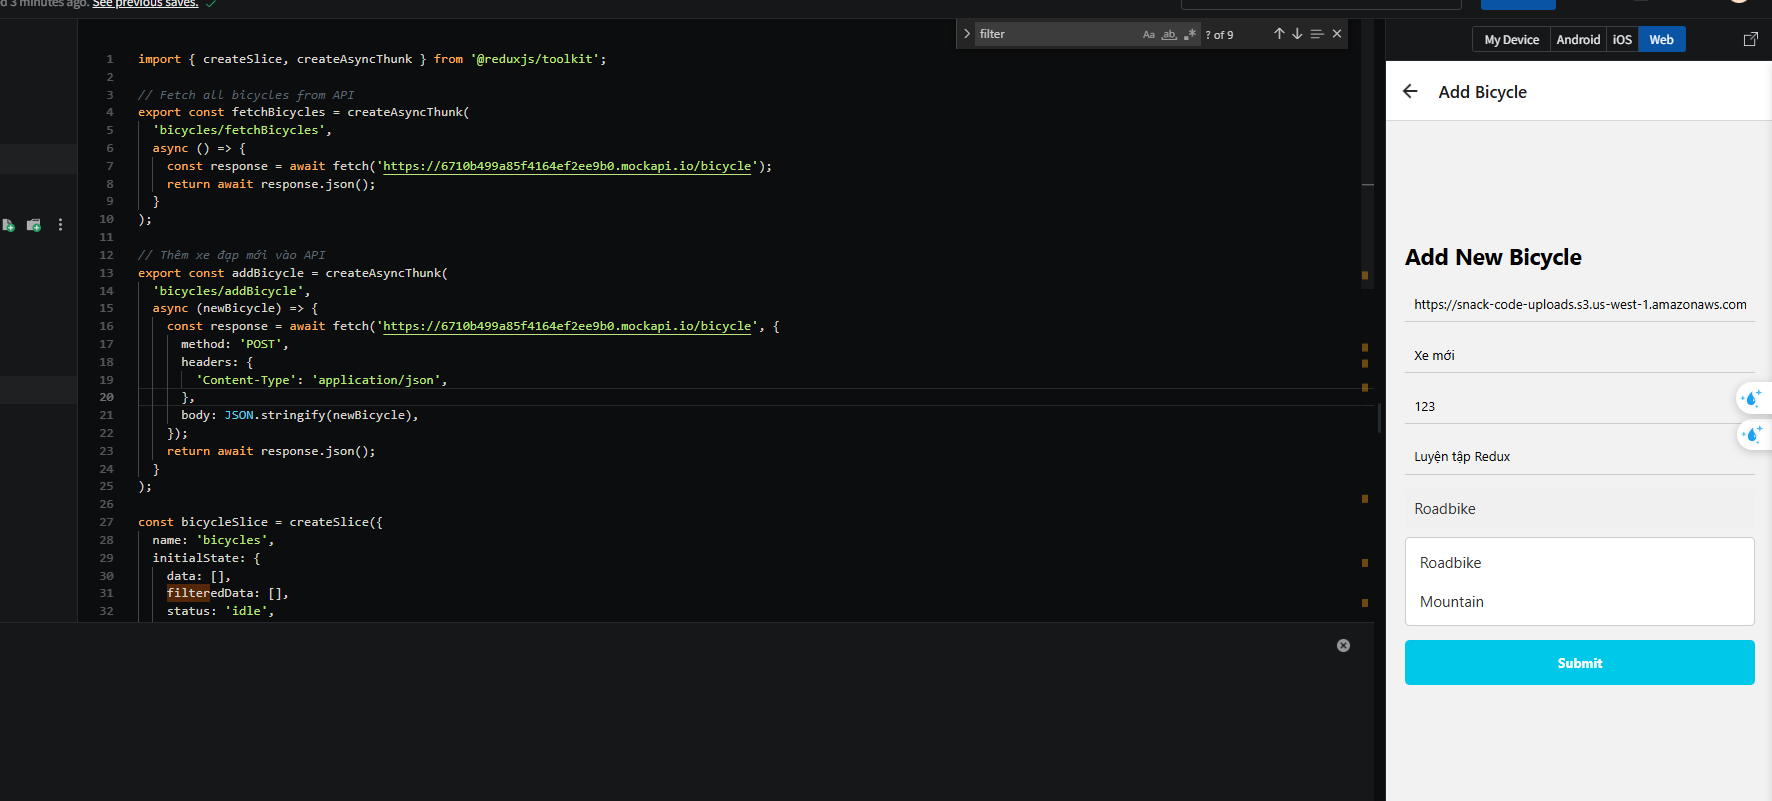 d 3 minutes ago. See previous saves.
filter
Aa ab
? of 9
1 import { createSlice, createAsyncThunk } from '@reduxjs/toolkit';
2
3 // Fetch all bicycles from API
4 export const fetchBicycles = createAsyncThunk(
5 'bicycles/fetchBicycles',
6 async () => {
7 const response = await fetch('https://6710b499a85f4164ef2ee9b0.mockapi.io/bicycle');
8 return await response.json();
9 }
10 );
11
12 // Thêm xe đạp mới vào API
13 export const addBicycle = createAsyncThunk(
14 'bicycles/addBicycle',
15 async (newBicycle) => {
16 const response = await fetch('https://6710b499a85f4164ef2ee9b0.mockapi.io/bicycle', {
17 method: 'POST',
18 headers: {
19 'Content-Type': 'application/json',
20 },
21 body: JSON.stringify(newBicycle),
22 });
23 return await response.json();
24 }
25 );
26
27 const bicycleSlice = createSlice({
28 name: 'bicycles',
29 initialState: {
30 data: [],
31 filteredData: [],
32 status: 'idle',
My Device Android iOS Web
Add Bicycle
Add New Bicycle
https://snack-code-uploads.s3.us-west-1.amazonaws.com
Xe mới
123
Luyện tập Redux
Roadbike
Roadbike
Mountain
Submit